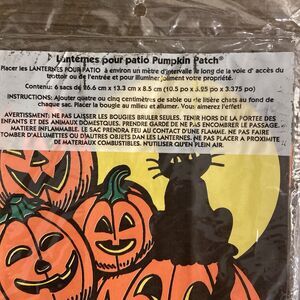 Lanternes pour patio Pumpkin Patch®
Placer les LANTERNES POUR PATIO à environ un mètre d'intervalle le long de la voie d' accès du
trottoir ou de l'entrée et pour illuminer joliment votre propriété.
Contenu: 6 sacs de 26.6 cm x 13.3 cm x 8.5 cm (10.5 po x 5.25 po x 3.375 po)
INSTRUCTIONS: Ajouter quatre ou cinq centimètres de sable ou de litière chats au fond de
chaque sac. Placer la bougie au milieu et allumer. Vous aimerez l'effet!
AVERTISSEMENT: NE PAS LAISSER LES BOUGIES BRULER SEULES. TENIR HORS DE LA PORTEE DES
ENFANTS ET DES ANIMAUX DOMESTIQUES. PRENDRE GARDE DE NE PAS ENCOMBRER LE PASSAGE.
MATIERE INFLAMMABLE. LE SAC PRENDRA FEU AU CONTACT D'UNE FLAMME. NE PAS FAIRE
TOMBER D'ALLUMETTES OU D'AUTRES OBJETS DANS LES LANTERNES. NE PAS PLACER A PROXIMITE
DE MATERIAUX COMBUSTIBLES. N'UTILISER QU'EN PLEIN AIR.